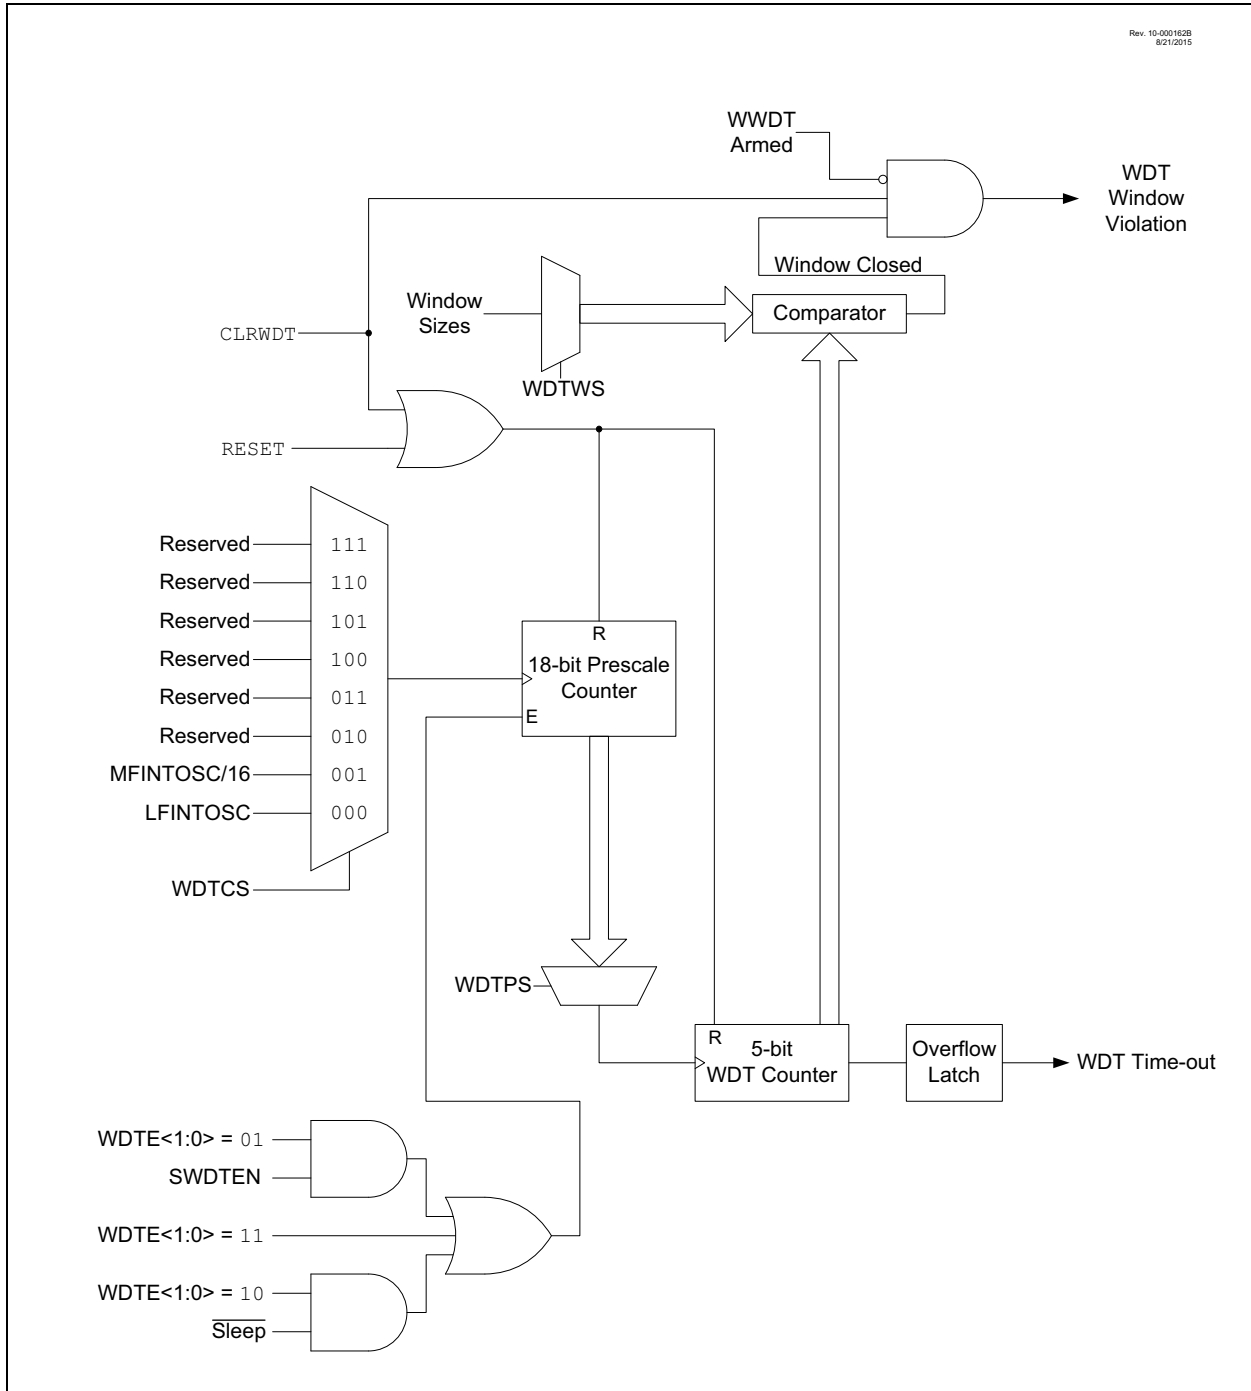 Rev. 10-000162B
8/21/2015
WWDT
Armed
WDT
Window
Violation
Window Closed
Window
Sizes
Comparator
CLRWDT
WDTWS
RESET
Reserved 111
Reserved 110
Reserved 101
Reserved 100
Reserved 011
Reserved 010
MFINTOSC/16 001
LFINTOSC 000
WDTCS
R
18-bit Prescale
Counter
E
WDTPS
R
5-bit
WDT Counter
Overflow
Latch
WDT Time-out
WDTE<1:0> = 01
SWDTEN
WDTE<1:0> = 11
WDTE<1:0> = 10
Sleep